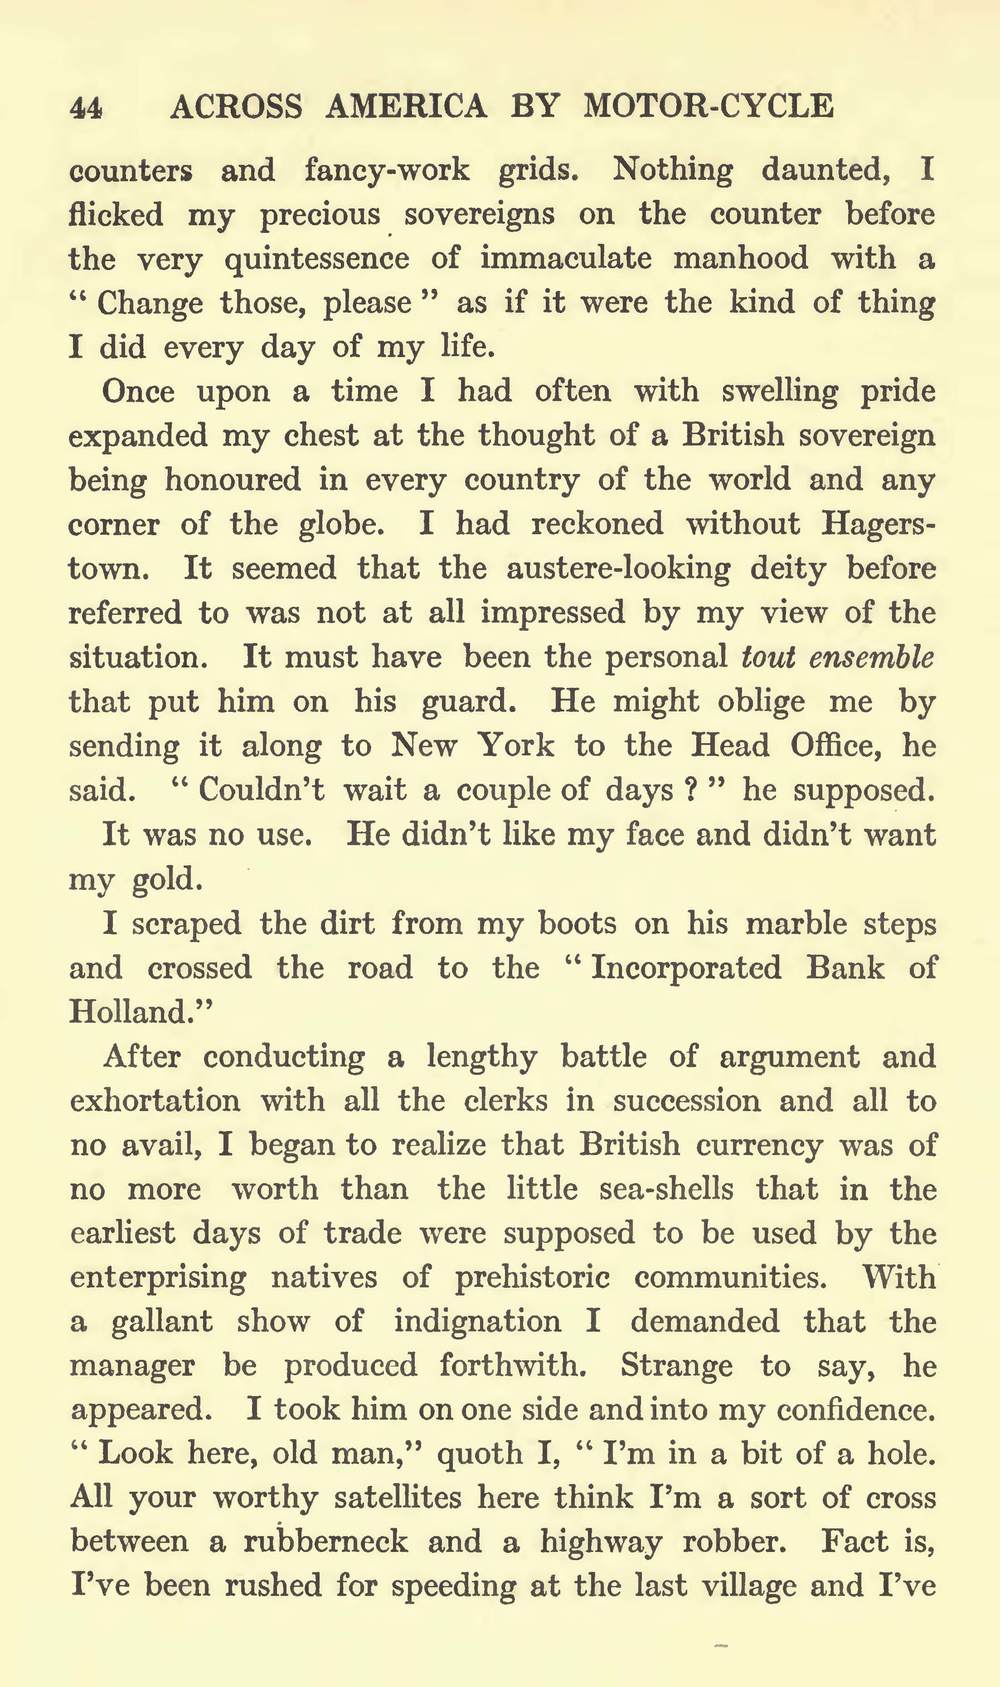 44 ACROSS AMERICA BY MOTOR-CYCLE
counters and fancy-work grids. Nothing daunted, I
flicked my precious sovereigns on the counter before
the very quintessence of immaculate manhood with a
“ Change those, please ” as if it were the kind of thing
I did every day of my life.
Once upon a time I had often with swelling pride
expanded my chest at the thought of a British sovereign
being honoured in every country of the world and any
corner of the globe. I had reckoned without Hagers-
town. It seemed that the austere-looking deity before
referred to was not at all impressed by my view of the
situation. It must have been the personal tout ensemble
that put him on his guard. He might oblige me by
sending it along to New York to the Head Office, he
said. “ Couldn’t wait a couple of days ? ” he supposed.
It was no use. He didn’t like my face and didn’t want
my gold.
I scraped the dirt from my boots on his marble steps
and crossed the road to the “ Incorporated Bank of
Holland.”
After conducting a lengthy battle of argument and
exhortation with all the clerks in succession and all to
no avail, I began to realize that British currency was of
no more worth than the little sea-shells that in the
earliest days of trade were supposed to be used by the
enterprising natives of prehistoric communities. With
a gallant show of indignation I demanded that the
manager be produced forthwith. Strange to say, he
appeared. I took him on one side and into my confidence.
“ Look here, old man,” quoth I, “ I’m in a bit of a hole.
All your worthy satellites here think I’m a sort of cross
between a rubberneck and a highway robber. Fact is,
I’ve been rushed for speeding at the last village and I’ve